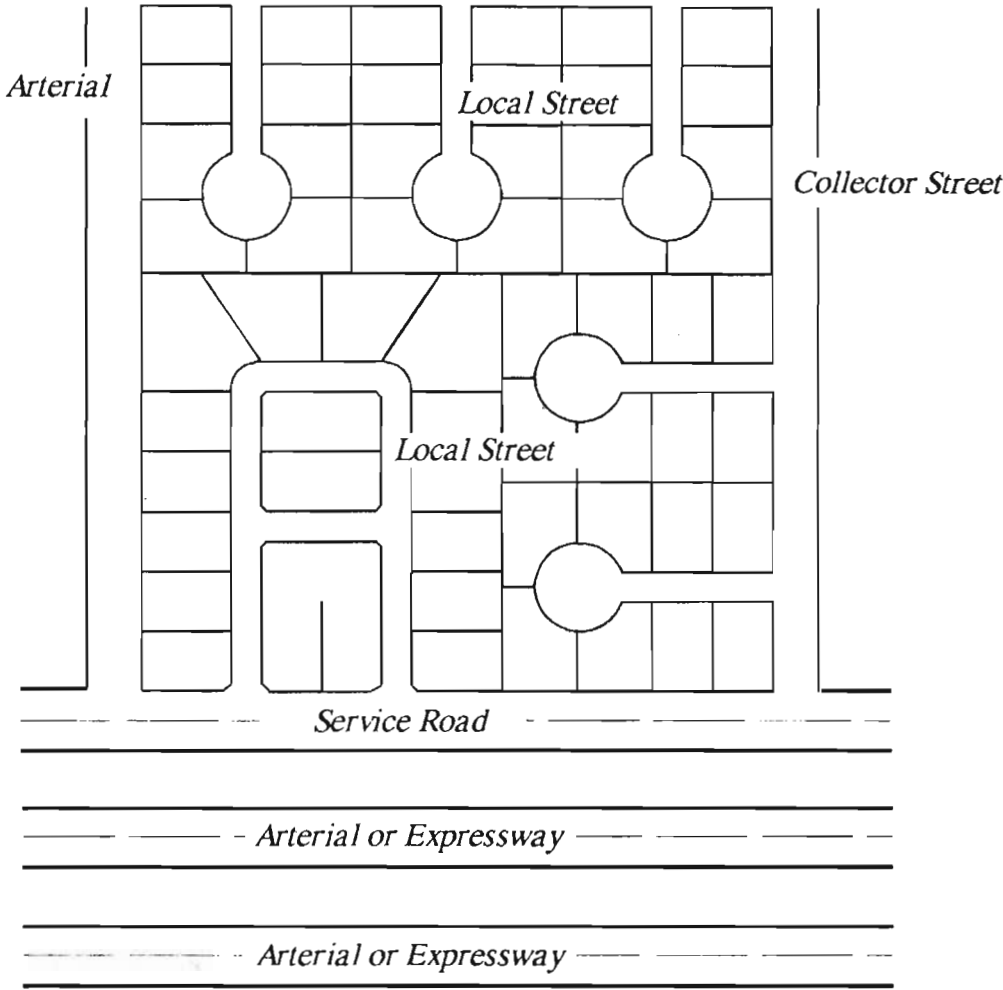 Arterial
Local Street
Collector Street
Local Street
Service Road
Arterial or Expressway
Arterial or Expressway